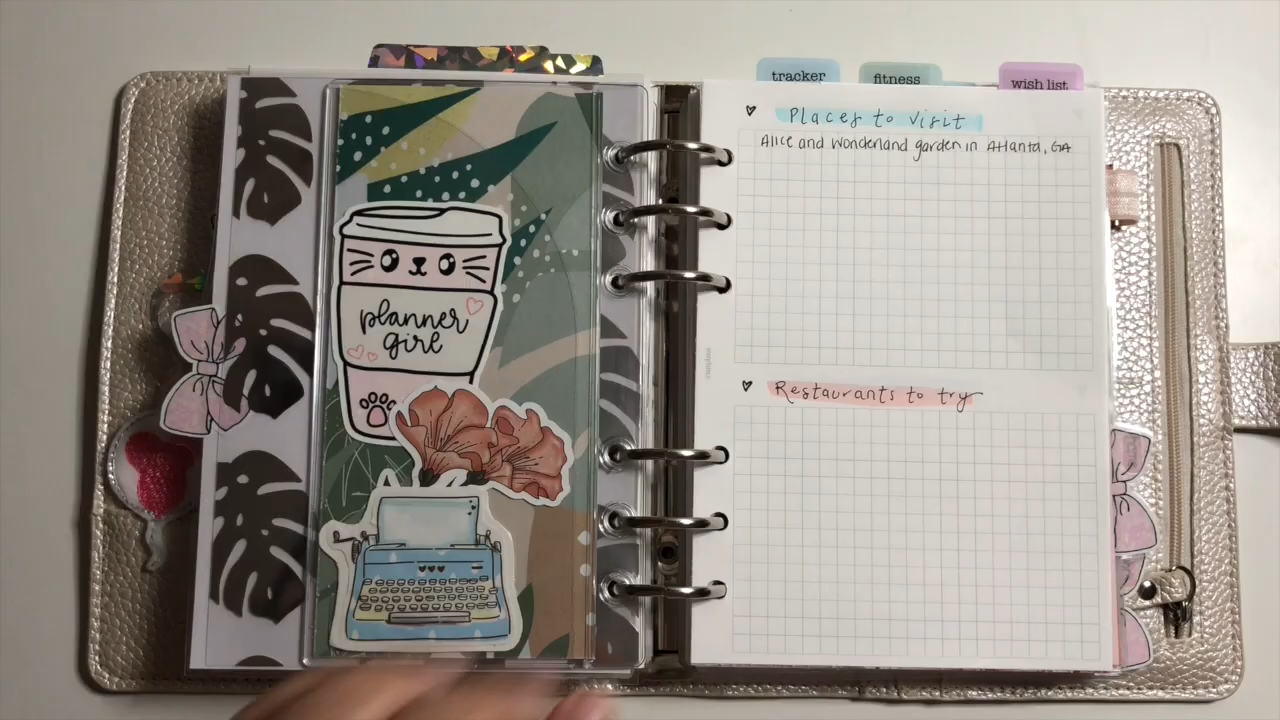 tracker
fitness
wish list
Places to visit
Alice and Wonderland garden in Atlanta, GA
planner
girl
Restaurants to try